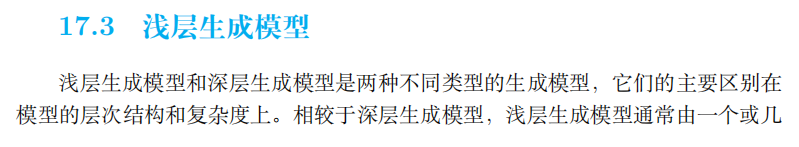 17.3 浅层生成模型
浅层生成模型和深层生成模型是两种不同类型的生成模型，它们的主要区别在
模型的层次结构和复杂度上。相较于深层生成模型，浅层生成模型通常由一个或几